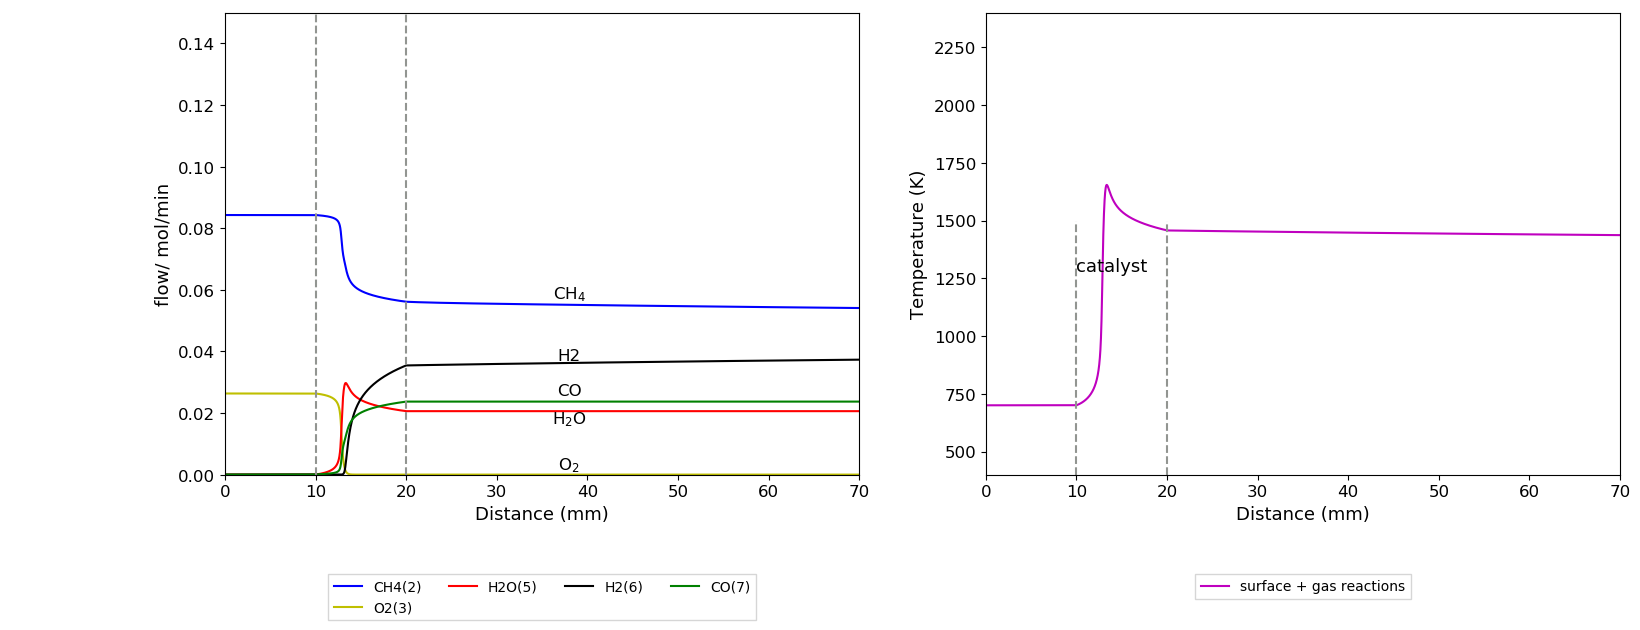 0.14
0.12
0.10
0.08
0.06
0.04
0.02
0.00
flow/ mol/min
CH₄
H2
CO
H₂O
O₂
0 10 20 30 40 50 60 70
Distance (mm)
CH4(2) H2O(5) H2(6) CO(7)
O2(3)
2250
2000
1750
1500
1250
1000
750
500
Temperature (K)
catalyst
0 10 20 30 40 50 60 70
Distance (mm)
surface + gas reactions